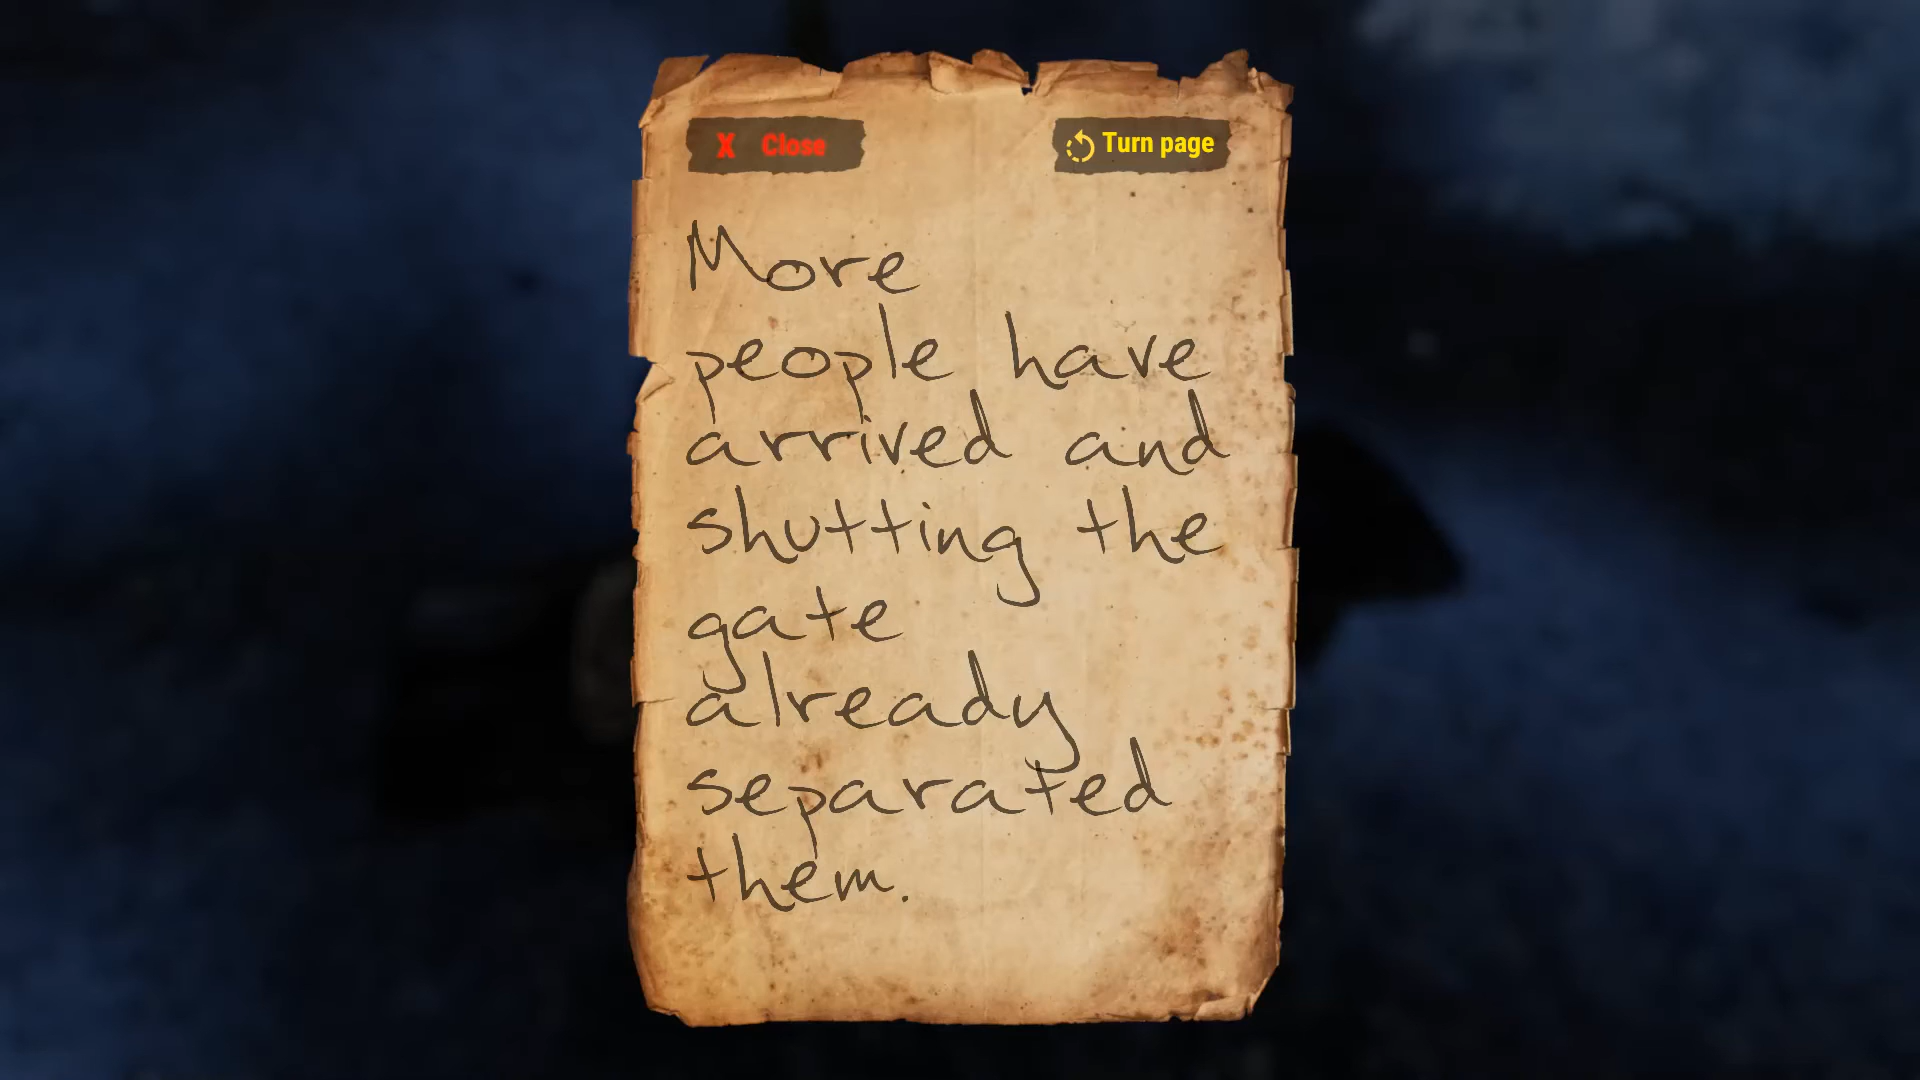 X Close
Turn page
More
people have
arrived and
shutting the
gate
already
separated
them.